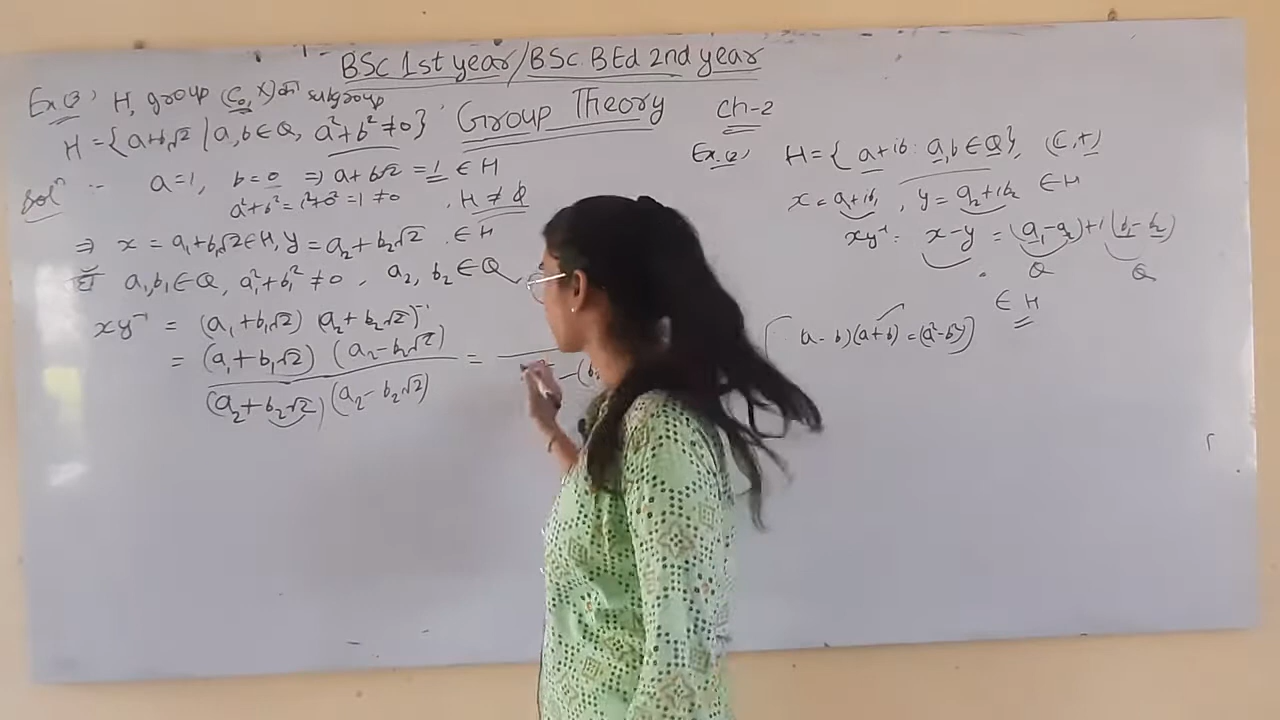 BSc 1st year/BSc. BEd 2nd year
Group Theory
Ch-2
Ex.③, H, group (C₀, ×) का subgroup
H = {a+b√2 | a,b ∈ Q, a²+b² ≠ 0}
Solⁿ :- a=1, b=0 ⇒ a+b√2 = 1 ∈ H
a²+b² = 1²+0² = 1 ≠ 0, H ≠ ϕ
⇒ x = a₁+b₁√2 ∈ H, y = a₂+b₂√2 ∈ H
a₁,b₁ ∈ Q, a₁²+b₁² ≠ 0, a₂, b₂ ∈ Q
xy⁻¹ = (a₁+b₁√2) (a₂+b₂√2)⁻¹
= (a₁+b₁√2) (a₂-b₂√2) =
(a₂+b₂√2) (a₂-b₂√2)
-(b₂
Ex.②, H = { a+ib : a,b ∈ Q}, (C,+)
x = a₁+ib₁, y = a₂+ib₂ ∈ H
xy⁻¹ = x-y = (a₁-a₂)+i(b₁-b₂)
Q Q
∈ H
(a-b)(a+b) = (a²-b²)